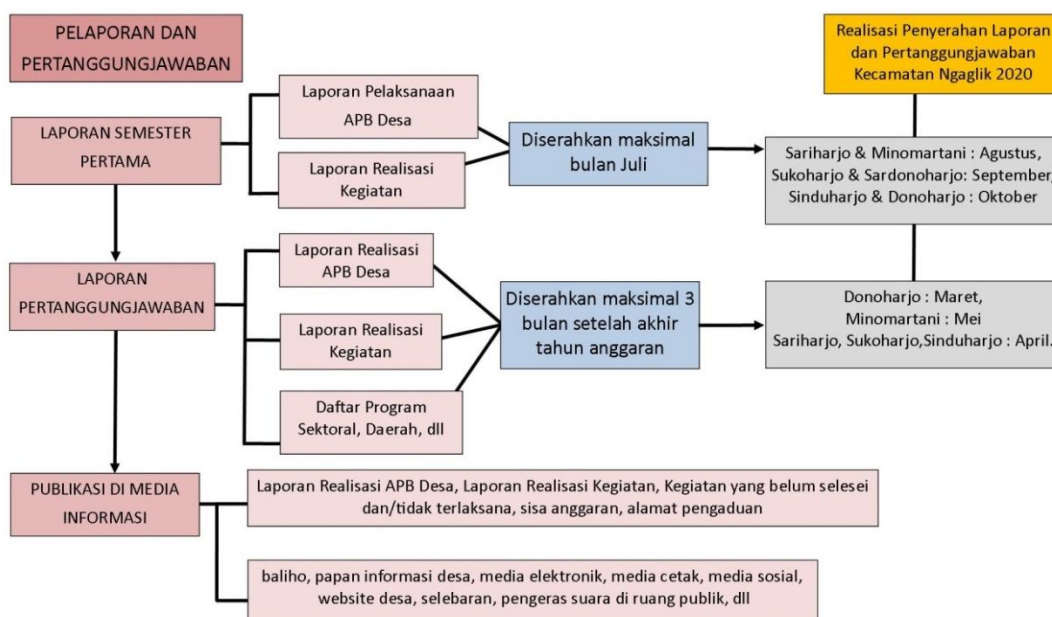 PELAPORAN DAN
PERTANGGUNGJAWABAN
Realisasi Penyerahan Laporan
dan Pertanggungjawaban
Kecamatan Ngaglik 2020
LAPORAN SEMESTER
PERTAMA
Laporan Pelaksanaan
APB Desa
Laporan Realisasi
Kegiatan
Diserahkan maksimal
bulan Juli
Sariharjo & Minomartani : Agustus,
Sukoharjo & Sardonoharjo: September,
Sinduharjo & Donoharjo : Oktober
LAPORAN
PERTANGGUNGJAWABAN
Laporan Realisasi
APB Desa
Laporan Realisasi
Kegiatan
Daftar Program
Sektoral, Daerah, dll
Diserahkan maksimal 3
bulan setelah akhir
tahun anggaran
Donoharjo : Maret,
Minomartani : Mei
Sariharjo, Sukoharjo,Sinduharjo : April.
PUBLIKASI DI MEDIA
INFORMASI
Laporan Realisasi APB Desa, Laporan Realisasi Kegiatan, Kegiatan yang belum selesei
dan/tidak terlaksana, sisa anggaran, alamat pengaduan
baliho, papan informasi desa, media elektronik, media cetak, media sosial,
website desa, selebaran, pengeras suara di ruang publik, dll